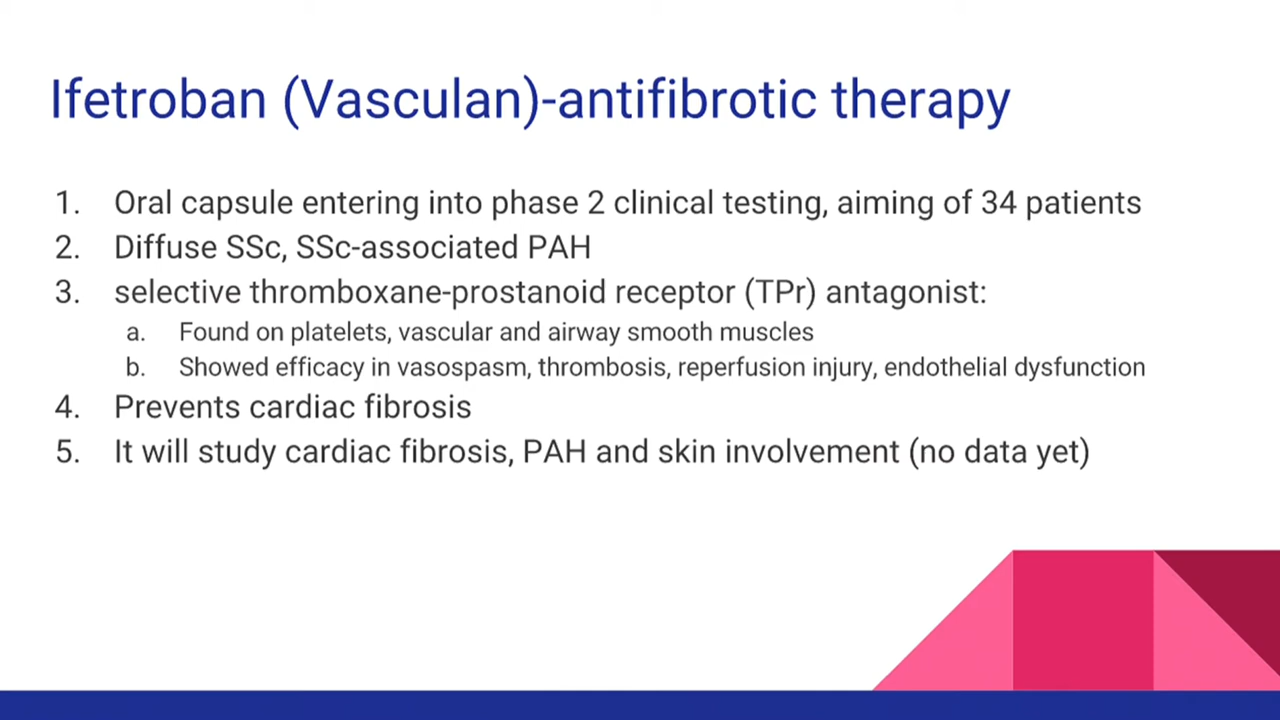 Ifetroban (Vasculan)-antifibrotic therapy
1. Oral capsule entering into phase 2 clinical testing, aiming of 34 patients
2. Diffuse SSc, SSc-associated PAH
3. selective thromboxane-prostanoid receptor (TPr) antagonist:
a. Found on platelets, vascular and airway smooth muscles
b. Showed efficacy in vasospasm, thrombosis, reperfusion injury, endothelial dysfunction
4. Prevents cardiac fibrosis
5. It will study cardiac fibrosis, PAH and skin involvement (no data yet)